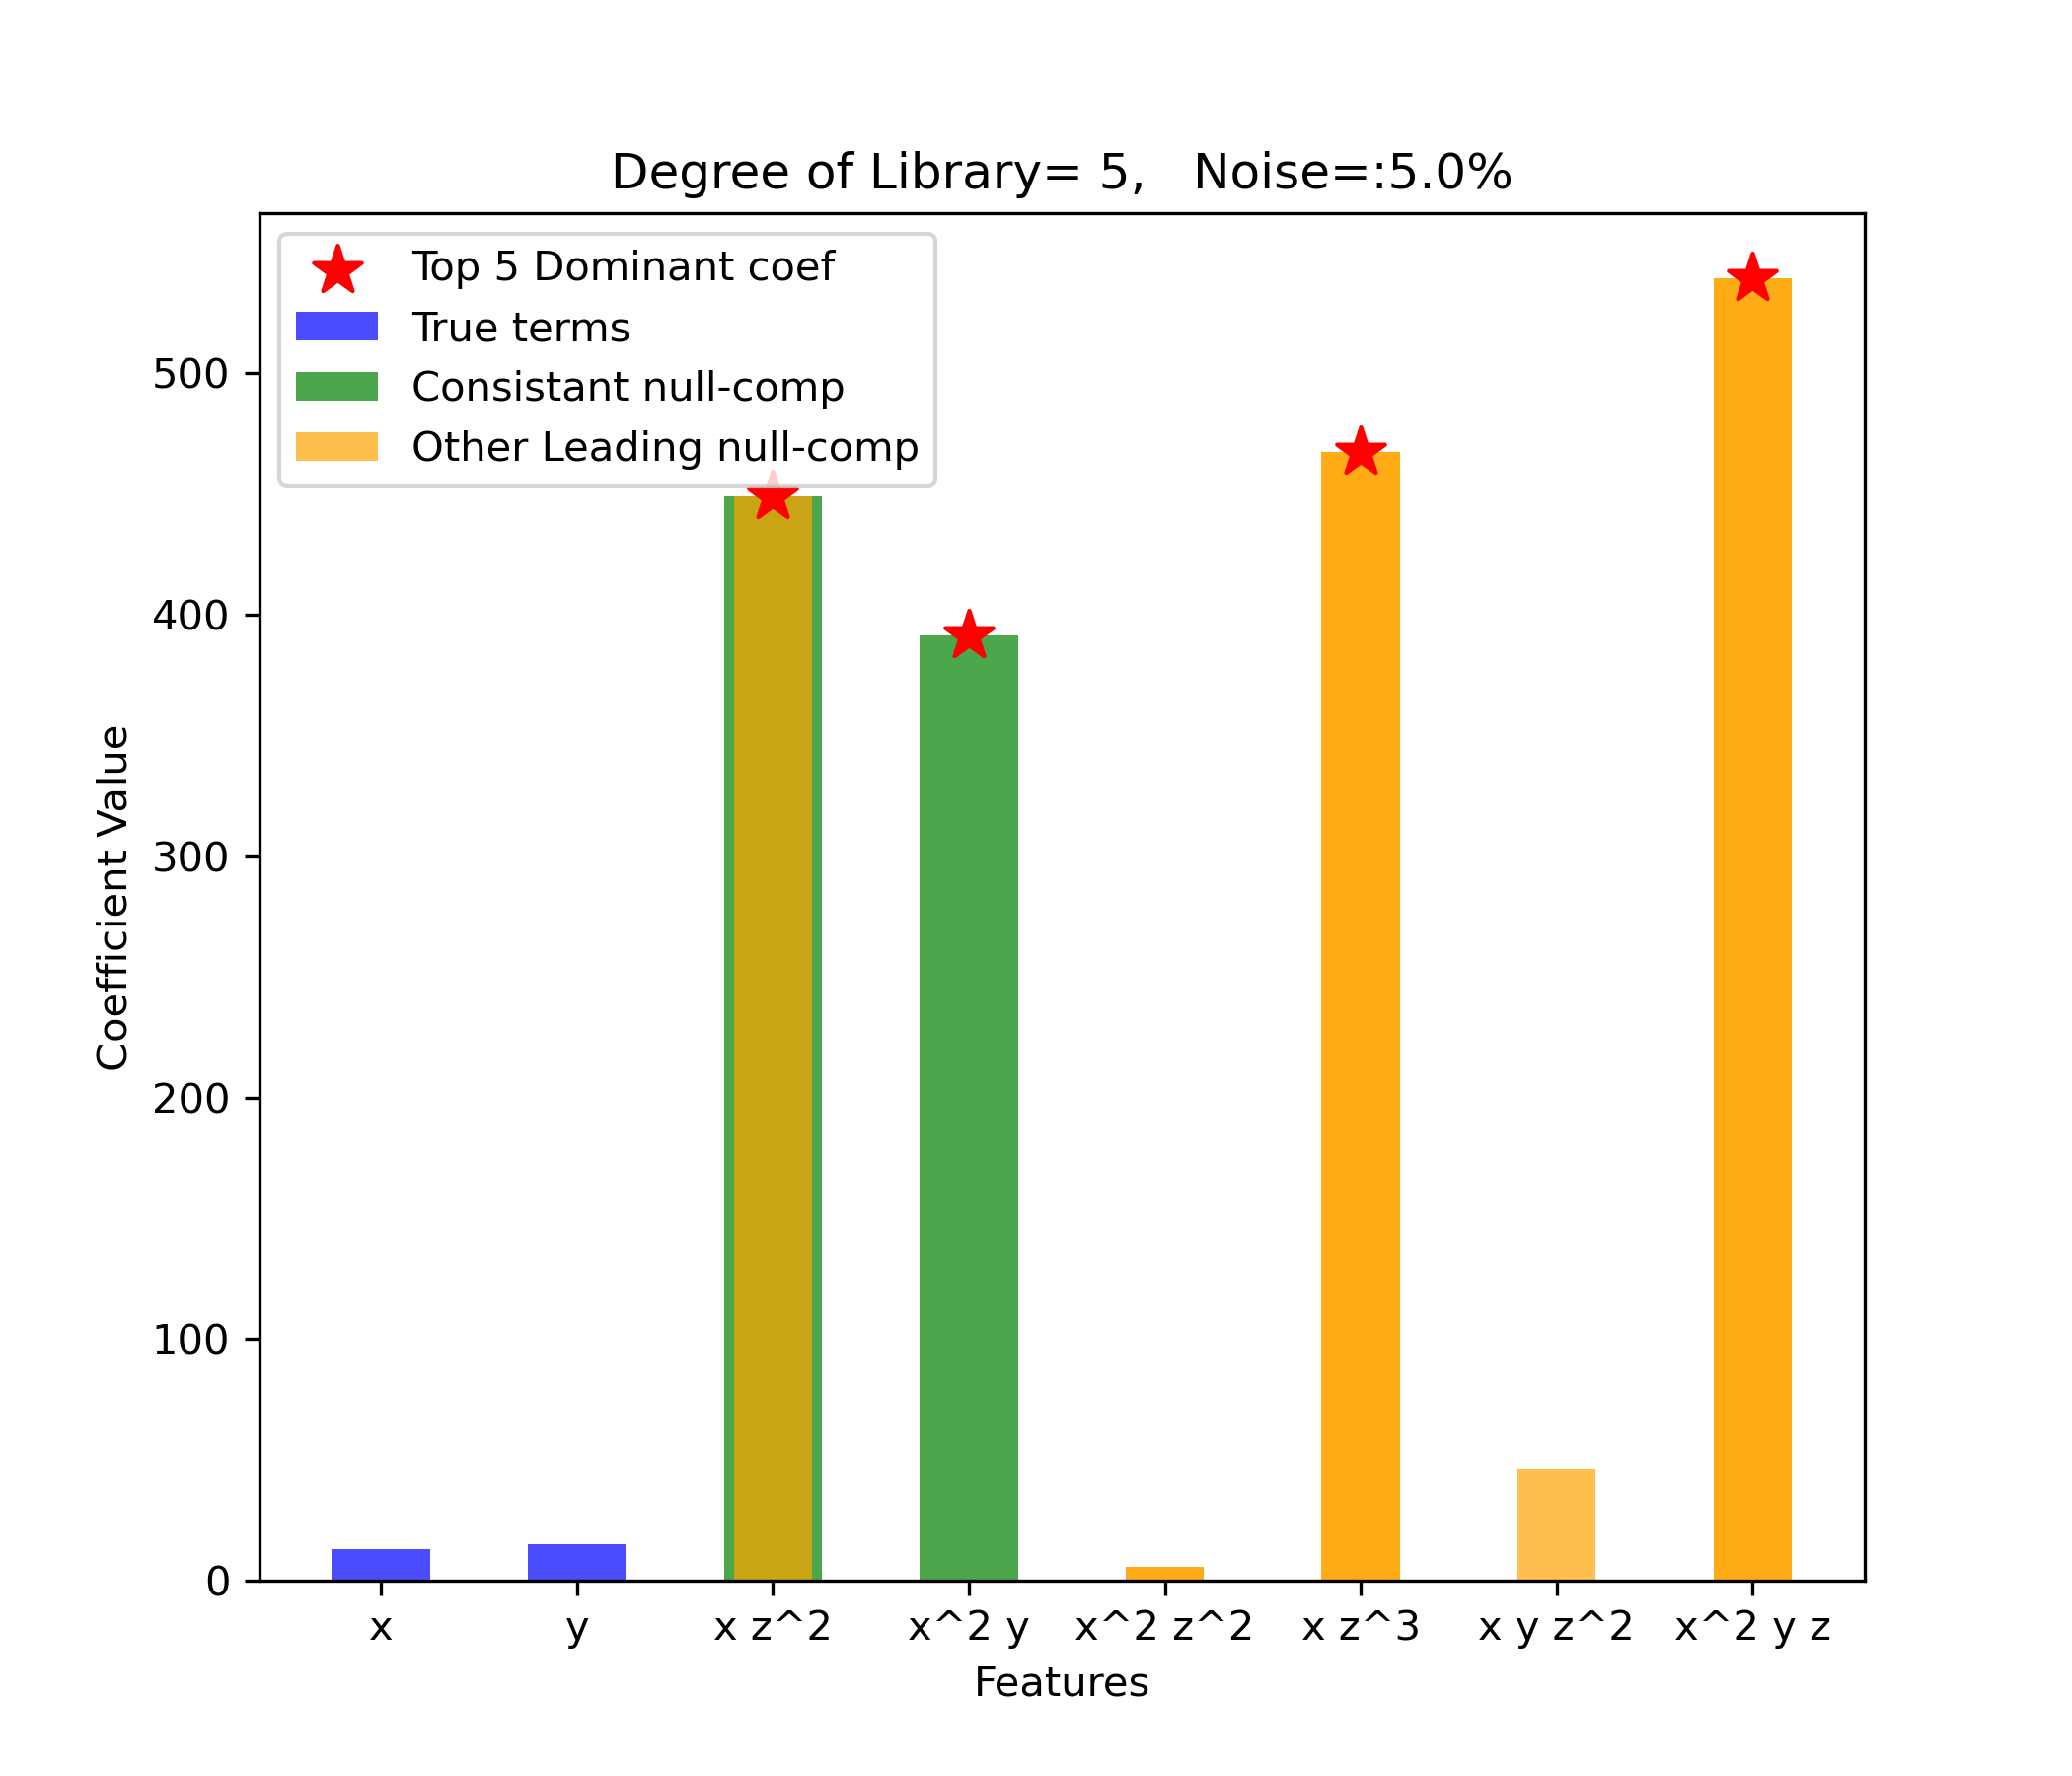 Degree of Library= 5,   Noise=:5.0%
Top 5 Dominant coef
True terms
Consistant null-comp
Other Leading null-comp
Coefficient Value
500
400
300
200
100
0
x y x z^2 x^2 y x^2 z^2 x z^3 x y z^2 x^2 y z
Features